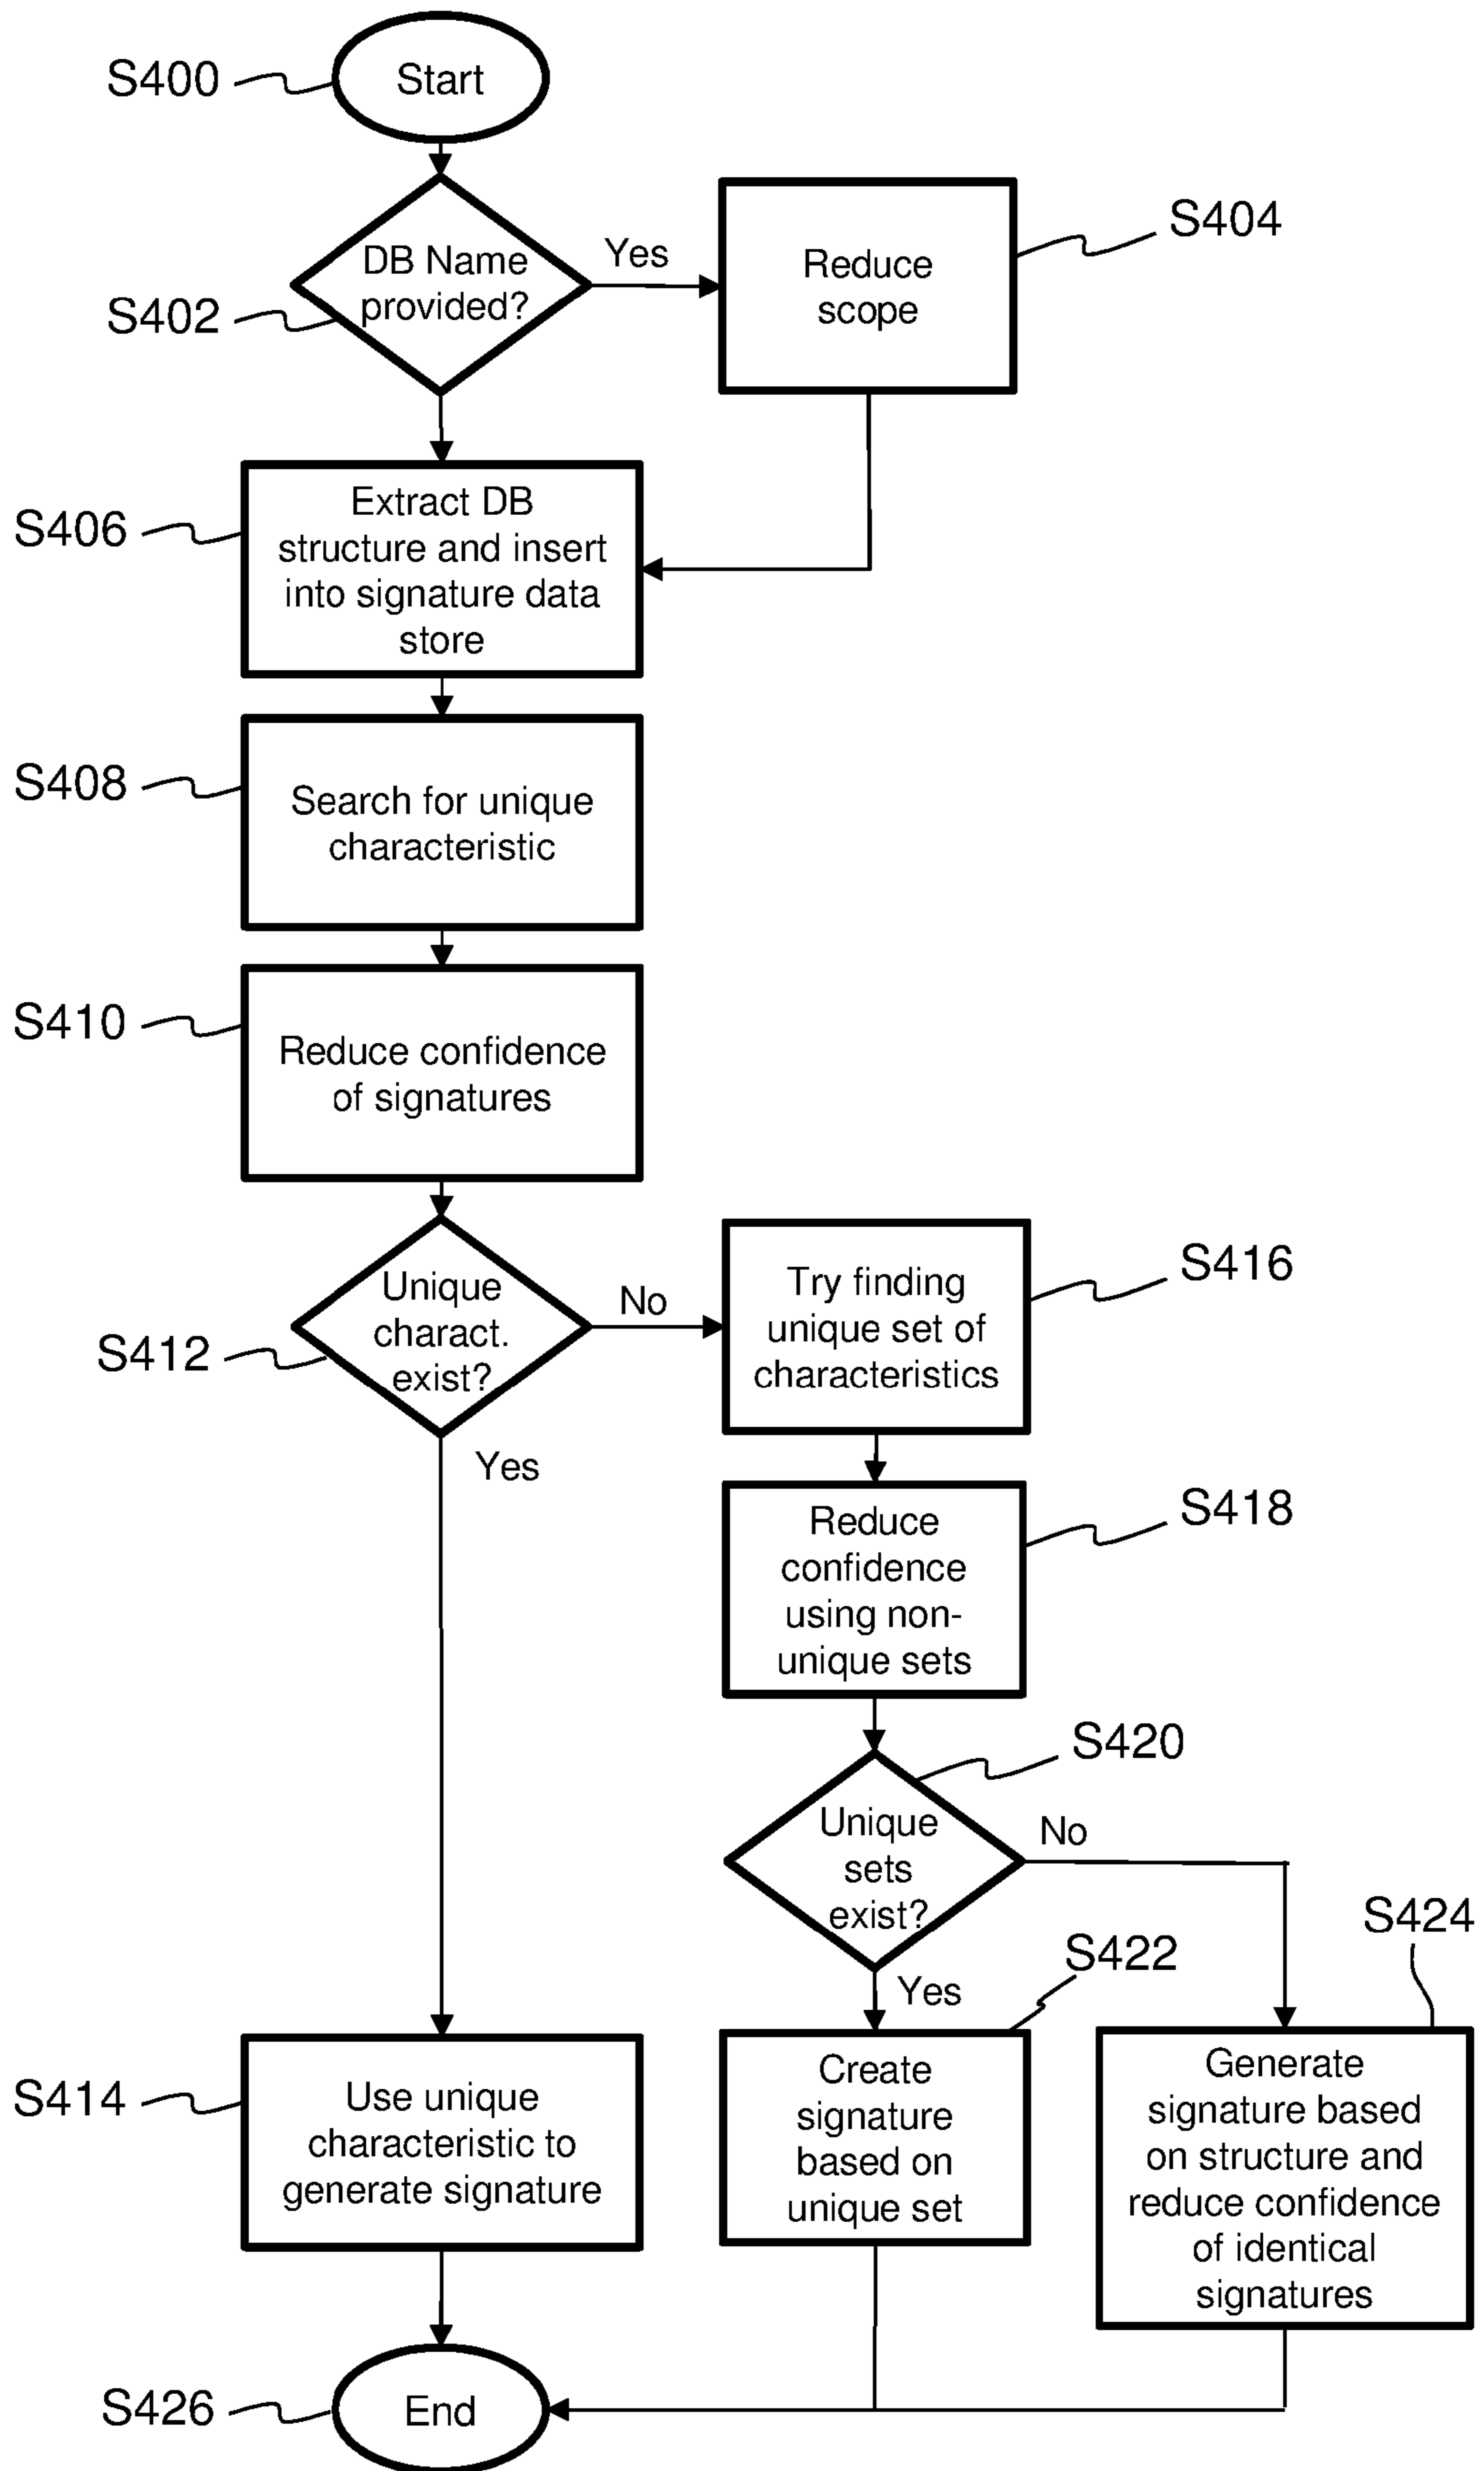 S400
Start
DB Name
provided?
S402
Yes
Reduce
scope
S404
Extract DB
structure and insert
into signature data
store
S406
Search for unique
characteristic
S408
Reduce confidence
of signatures
S410
Unique
charact.
exist?
S412
No
Yes
Try finding
unique set of
characteristics
S416
Reduce
confidence
using non-
unique sets
S418
Unique
sets
exist?
S420
No
Yes
S422
S424
Use unique
characteristic to
generate signature
S414
Create
signature
based on
unique set
Generate
signature based
on structure and
reduce confidence
of identical
signatures
End
S426